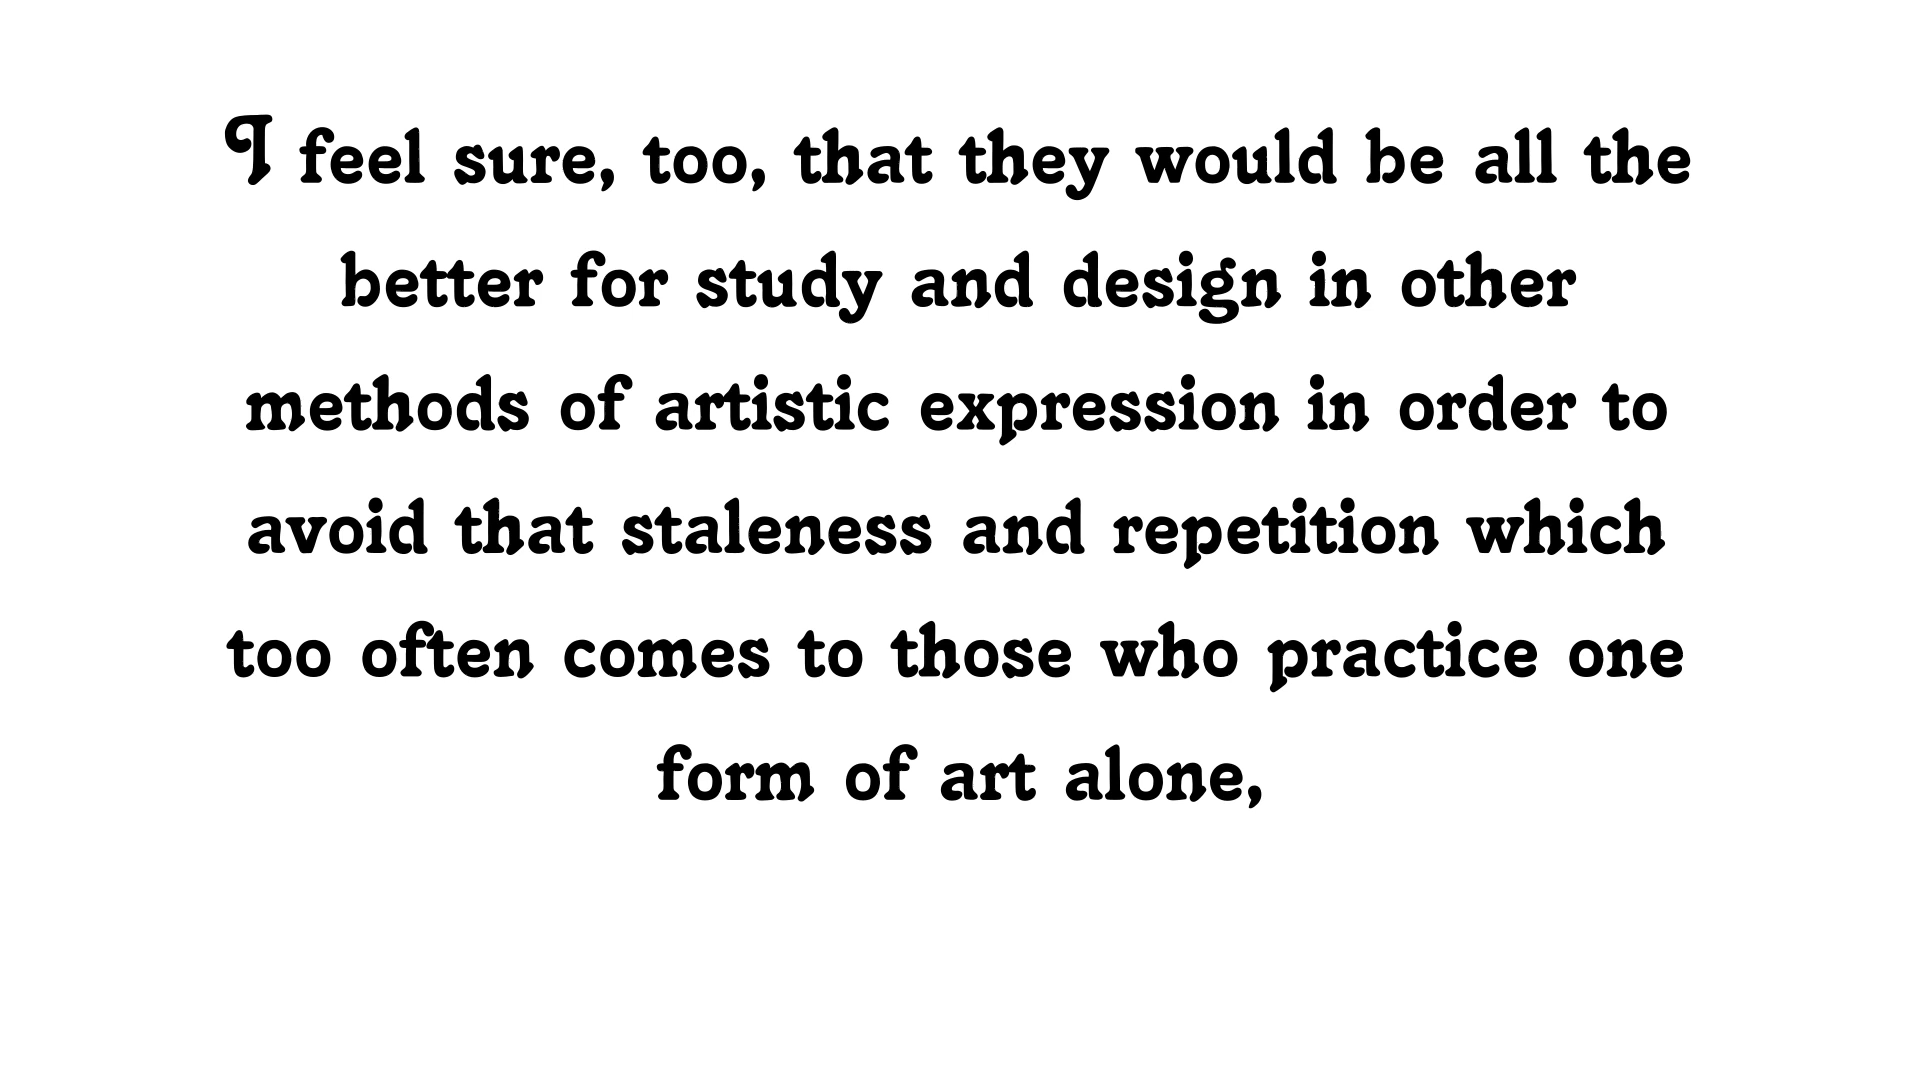 I feel sure, too, that they would be all the
better for study and design in other
methods of artistic expression in order to
avoid that staleness and repetition which
too often comes to those who practice one
form of art alone,